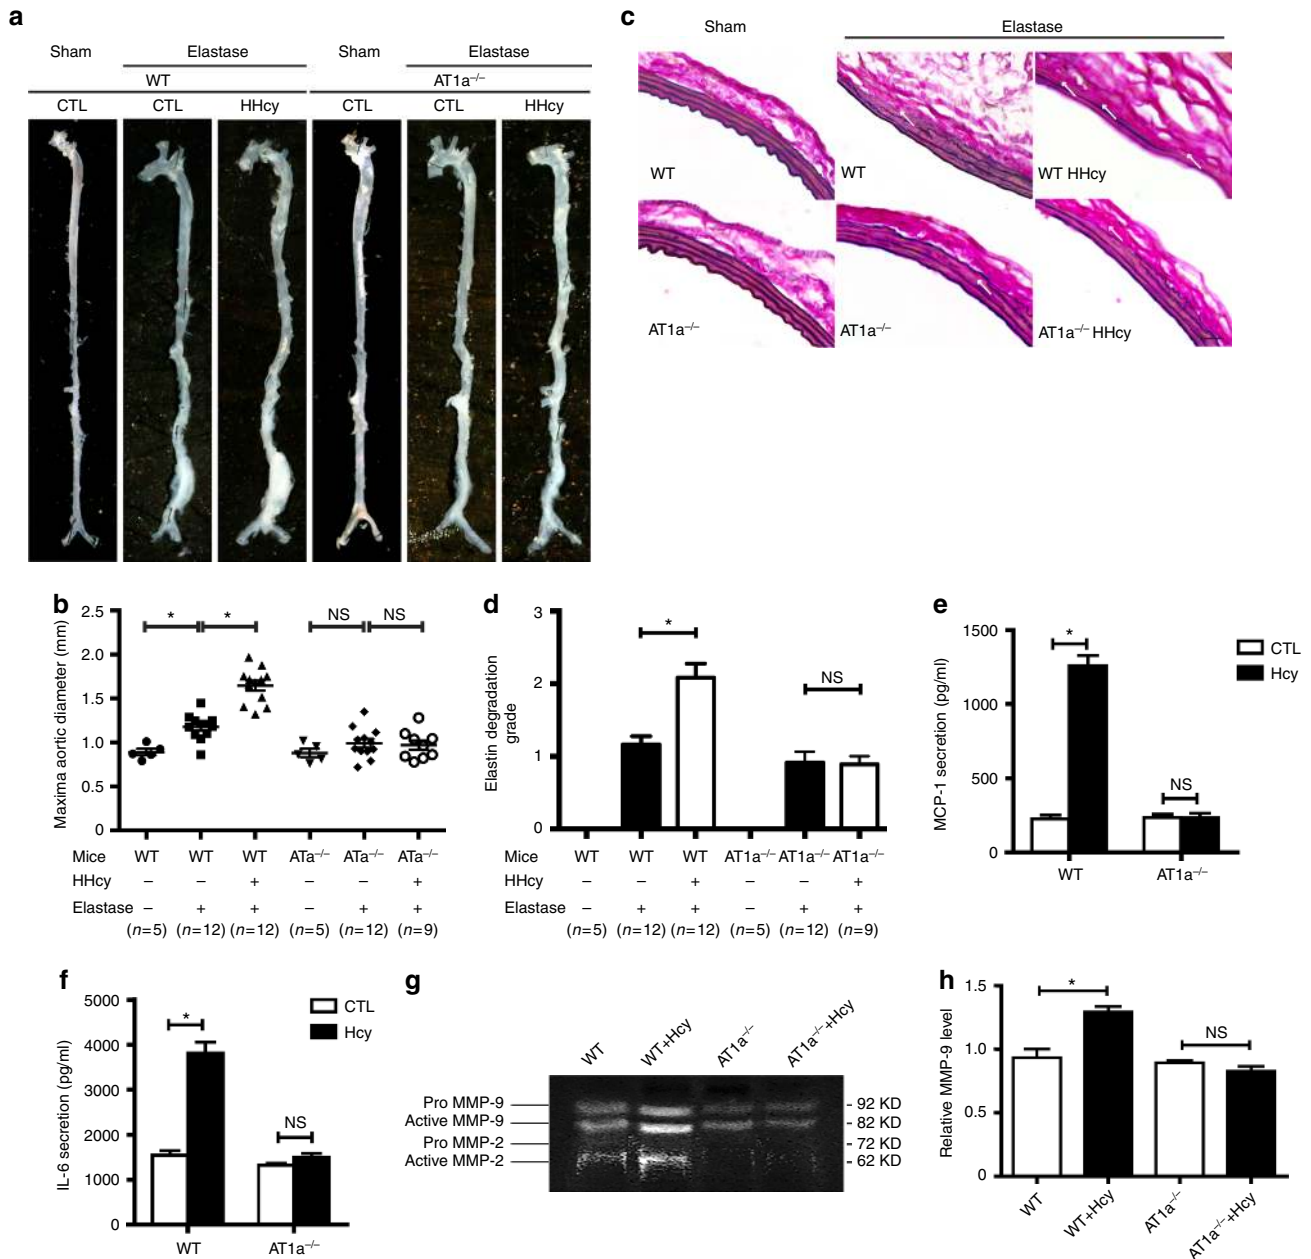 a
Sham Elastase Sham Elastase
WT AT1a−/−
CTL CTL HHcy CTL CTL HHcy
c
Sham Elastase
WT WT WT HHcy
AT1a−/− AT1a−/− AT1a−/− HHcy
b
Maxima aortic diameter (mm)
2.5
2.0
1.5
1.0
0.5
0
* * NS NS
Mice WT WT WT ATa−/− ATa−/− ATa−/−
HHcy − − + − − +
Elastase − + + − + +
(n=5) (n=12) (n=12) (n=5) (n=12) (n=9)
d
Elastin degradation
grade
3
2
1
0
* NS
Mice WT WT WT AT1a−/− AT1a−/− AT1a−/−
HHcy − − + − − +
Elastase − + + − + +
(n=5) (n=12) (n=12) (n=5) (n=12) (n=9)
e
MCP-1 secretion (pg/ml)
1500
1000
500
0
* NS
CTL
Hcy
WT AT1a−/−
f
IL-6 secretion (pg/ml)
5000
4000
3000
2000
1000
0
* NS
CTL
Hcy
WT AT1a−/−
g
WT WT+Hcy AT1a−/− AT1a−/−+Hcy
Pro MMP-9 - 92 KD
Active MMP-9 - 82 KD
Pro MMP-2 - 72 KD
Active MMP-2 - 62 KD
h
Relative MMP-9 level
1.5
1.0
0.5
0
* NS
WT WT+Hcy AT1a−/− AT1a−/−+Hcy